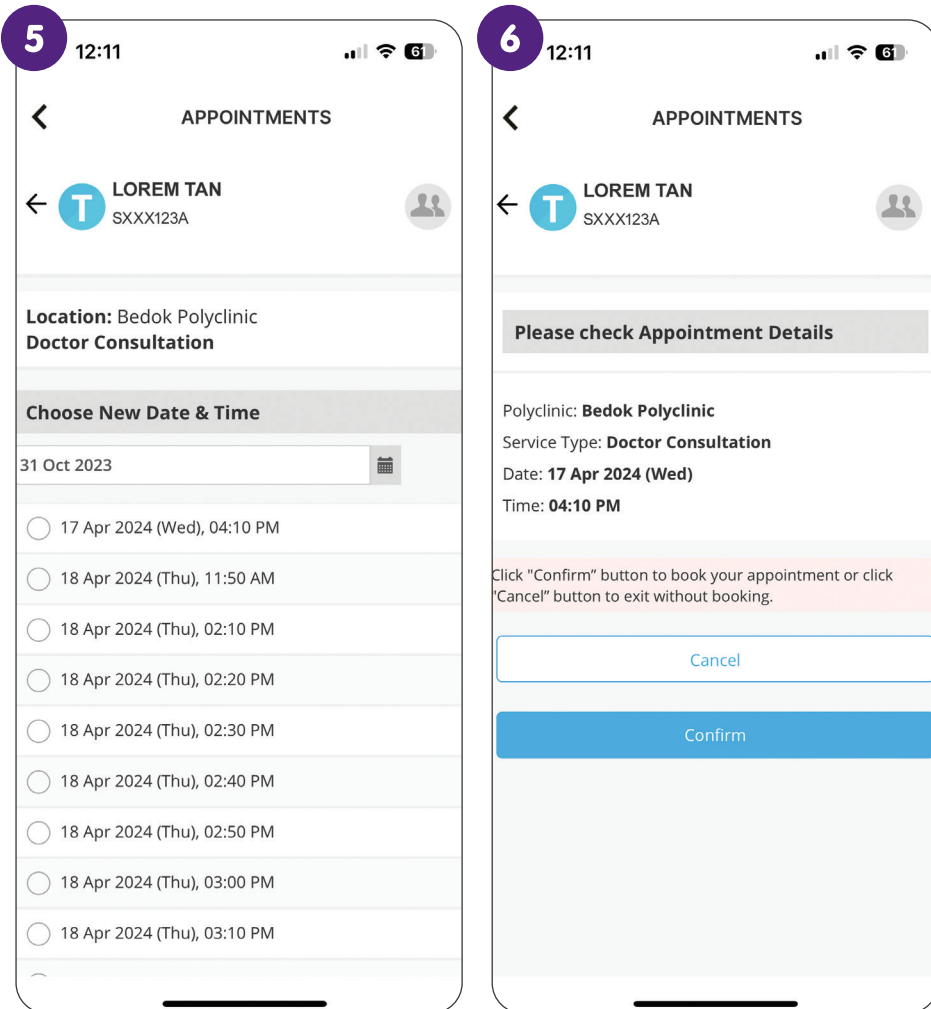 5
12:11
61
APPOINTMENTS
T
LOREM TAN
SXXX123A
Location: Bedok Polyclinic
Doctor Consultation
Choose New Date & Time
31 Oct 2023
17 Apr 2024 (Wed), 04:10 PM
18 Apr 2024 (Thu), 11:50 AM
18 Apr 2024 (Thu), 02:10 PM
18 Apr 2024 (Thu), 02:20 PM
18 Apr 2024 (Thu), 02:30 PM
18 Apr 2024 (Thu), 02:40 PM
18 Apr 2024 (Thu), 02:50 PM
18 Apr 2024 (Thu), 03:00 PM
18 Apr 2024 (Thu), 03:10 PM
6
12:11
61
APPOINTMENTS
T
LOREM TAN
SXXX123A
Please check Appointment Details
Polyclinic: Bedok Polyclinic
Service Type: Doctor Consultation
Date: 17 Apr 2024 (Wed)
Time: 04:10 PM
Click "Confirm” button to book your appointment or click
"Cancel” button to exit without booking.
Cancel
Confirm